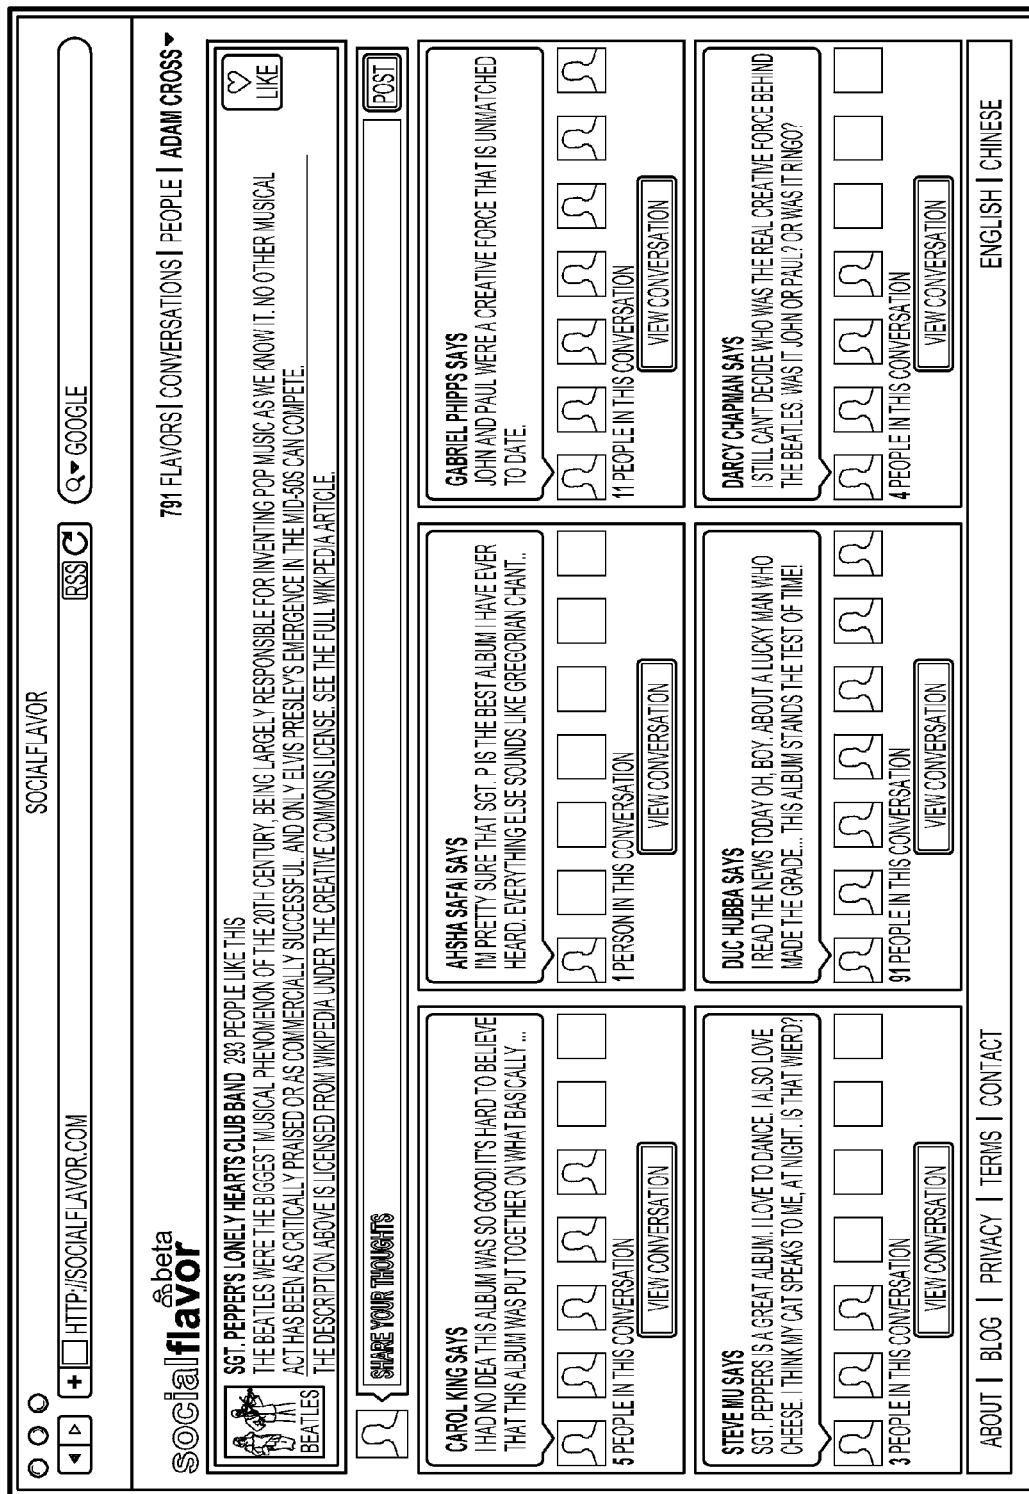 SOCIALFLAVOR
+ HTTP://SOCIALFLAVOR.COM RSS GOOGLE
socialflavor beta
791 FLAVORS | CONVERSATIONS | PEOPLE | ADAM CROSS
BEATLES
SGT. PEPPER'S LONELY HEARTS CLUB BAND 293 PEOPLE LIKE THIS
THE BEATLES WERE THE BIGGEST MUSICAL PHENOMENON OF THE 20TH CENTURY, BEING LARGELY RESPONSIBLE FOR INVENTING POP MUSIC AS WE KNOW IT. NO OTHER MUSICAL
ACT HAS BEEN AS CRITICALLY PRAISED OR AS COMMERCIALLY SUCCESSFUL. AND ONLY ELVIS PRESLEY'S EMERGENCE IN THE MID-50S CAN COMPETE.
THE DESCRIPTION ABOVE IS LICENSED FROM WIKIPEDIA UNDER THE CREATIVE COMMONS LICENSE, SEE THE FULL WIKIPEDIA ARTICLE.
LIKE
SHARE YOUR THOUGHTS
POST
CAROL KING SAYS
I HAD NO IDEA THIS ALBUM WAS SO GOOD! IT'S HARD TO BELIEVE
THAT THIS ALBUM WAS PUT TOGETHER ON WHAT BASICALLY ...
5 PEOPLE IN THIS CONVERSATION
VIEW CONVERSATION
AHSHA SAFAI SAYS
I'M PRETTY SURE THAT SGT. P IS THE BEST ALBUM I HAVE EVER
HEARD. EVERYTHING ELSE SOUNDS LIKE GREGORIAN CHANT..
1 PERSON IN THIS CONVERSATION
VIEW CONVERSATION
GABRIEL PHIPPS SAYS
JOHN AND PAUL WERE A CREATIVE FORCE THAT IS UNMATCHED
TO DATE.
11 PEOPLE IN THIS CONVERSATION
VIEW CONVERSATION
STEVE MU SAYS
SGT. PEPPERS IS A GREAT ALBUM. I LOVE TO DANCE. I ALSO LOVE
CHEESE. I THINK MY CAT SPEAKS TO ME, AT NIGHT. IS THAT WIERD?
3 PEOPLE IN THIS CONVERSATION
VIEW CONVERSATION
DUC HUBBA SAYS
I READ THE NEWS TODAY OH, BOY. ABOUT A LUCKY MAN WHO
MADE THE GRADE... THIS ALBUM STANDS THE TEST OF TIME!
91 PEOPLE IN THIS CONVERSATION
VIEW CONVERSATION
DARCY CHAPMAN SAYS
I STILL CAN'T DECIDE WHO WAS THE REAL CREATIVE FORCE BEHIND
THE BEATLES. WAS IT JOHN OR PAUL? OR WAS IT RINGO?
4 PEOPLE IN THIS CONVERSATION
VIEW CONVERSATION
ABOUT | BLOG | PRIVACY | TERMS | CONTACT
ENGLISH | CHINESE